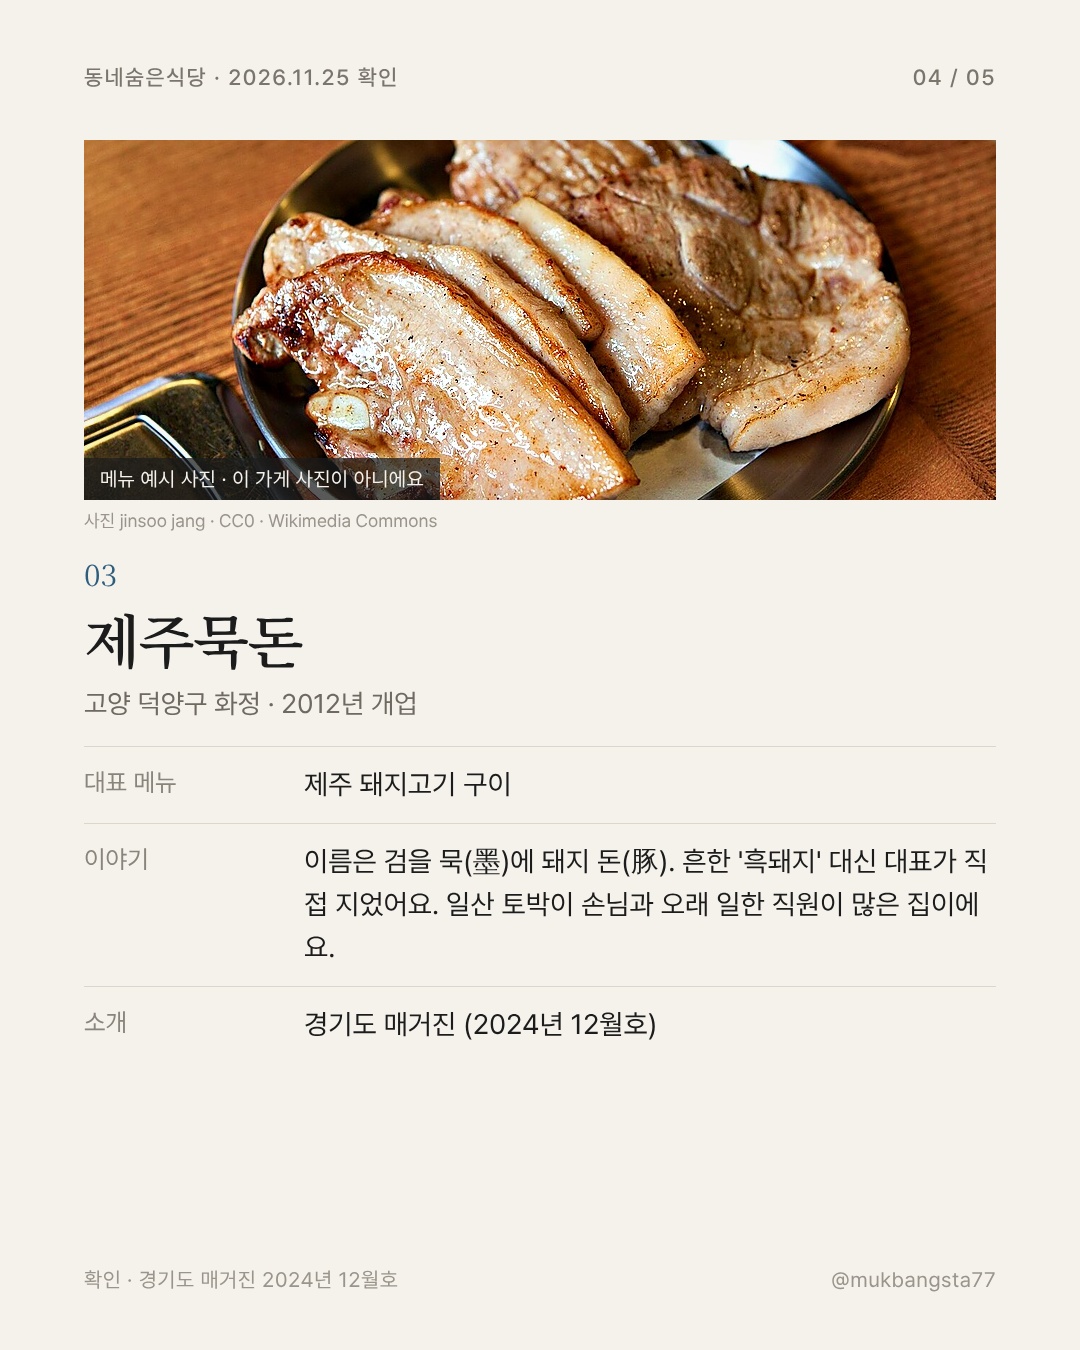 동네숨은식당 · 2026.11.25 확인
04 / 05
메뉴 예시 사진 · 이 가게 사진이 아니에요
사진 jinsoo jang · CC0 · Wikimedia Commons
03
제주묵돈
고양 덕양구 화정 · 2012년 개업
대표 메뉴
제주 돼지고기 구이
이야기
이름은 검을 묵(墨)에 돼지 돈(豚). 흔한 '흑돼지' 대신 대표가 직
접 지었어요. 일산 토박이 손님과 오래 일한 직원이 많은 집이에
요.
소개
경기도 매거진 (2024년 12월호)
확인 · 경기도 매거진 2024년 12월호
@mukbangsta77